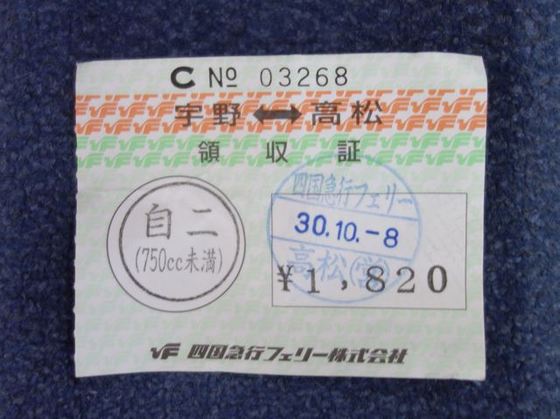 C No 03268
宇野⟷高松
領収証
自二
(750cc未満)
四国急行フェリー
30.10.-8
高松(営)
¥1,820
四国急行フェリー株式会社